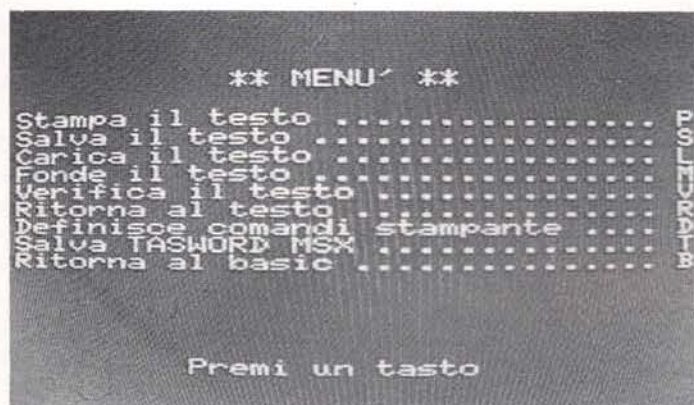 ** MENU´ **
Stampa il testo ................. P
Salva il testo .................. S
Carica il testo ................. L
Fonde il testo .................. M
Verifica il testo ............... V
Ritorna al testo ................ R
Definisce comandi stampante .... D
Salva TASWORD MSX ............... T
Ritorna al basic ................ B
Premi un tasto